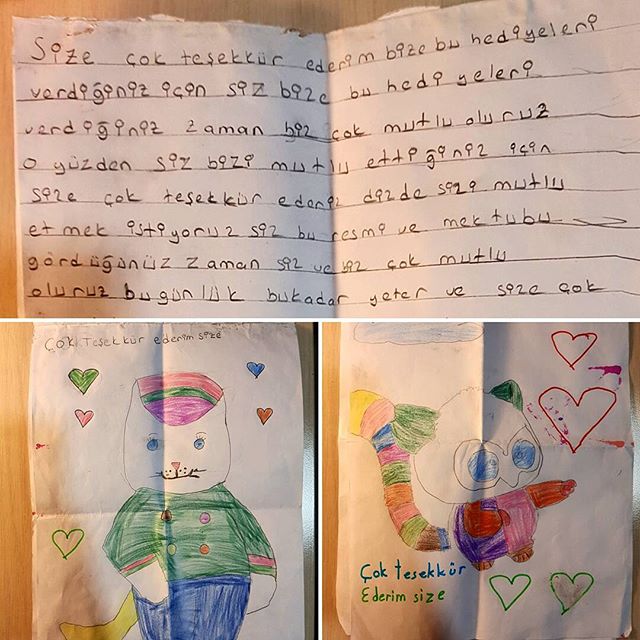 Size çok teşekkür ederim bize bu hediyeleri
verdiğiniz için siz bize bu hediyeleri
verdiğiniz zaman biz çok mutlu oluruz
o yüzden siz bizi mutlu ettiğiniz için
size çok teşekkür ederiz dizde sizi mutlu
etmek istiyoruz siz bu resmi ve mektubu
gördüğünüz zaman siz ve biz çok mutlu
oluruz bugünlük bukadar yeter ve size çok
Çok teşekkür ederim size
Çok teşekkür
Ederim size